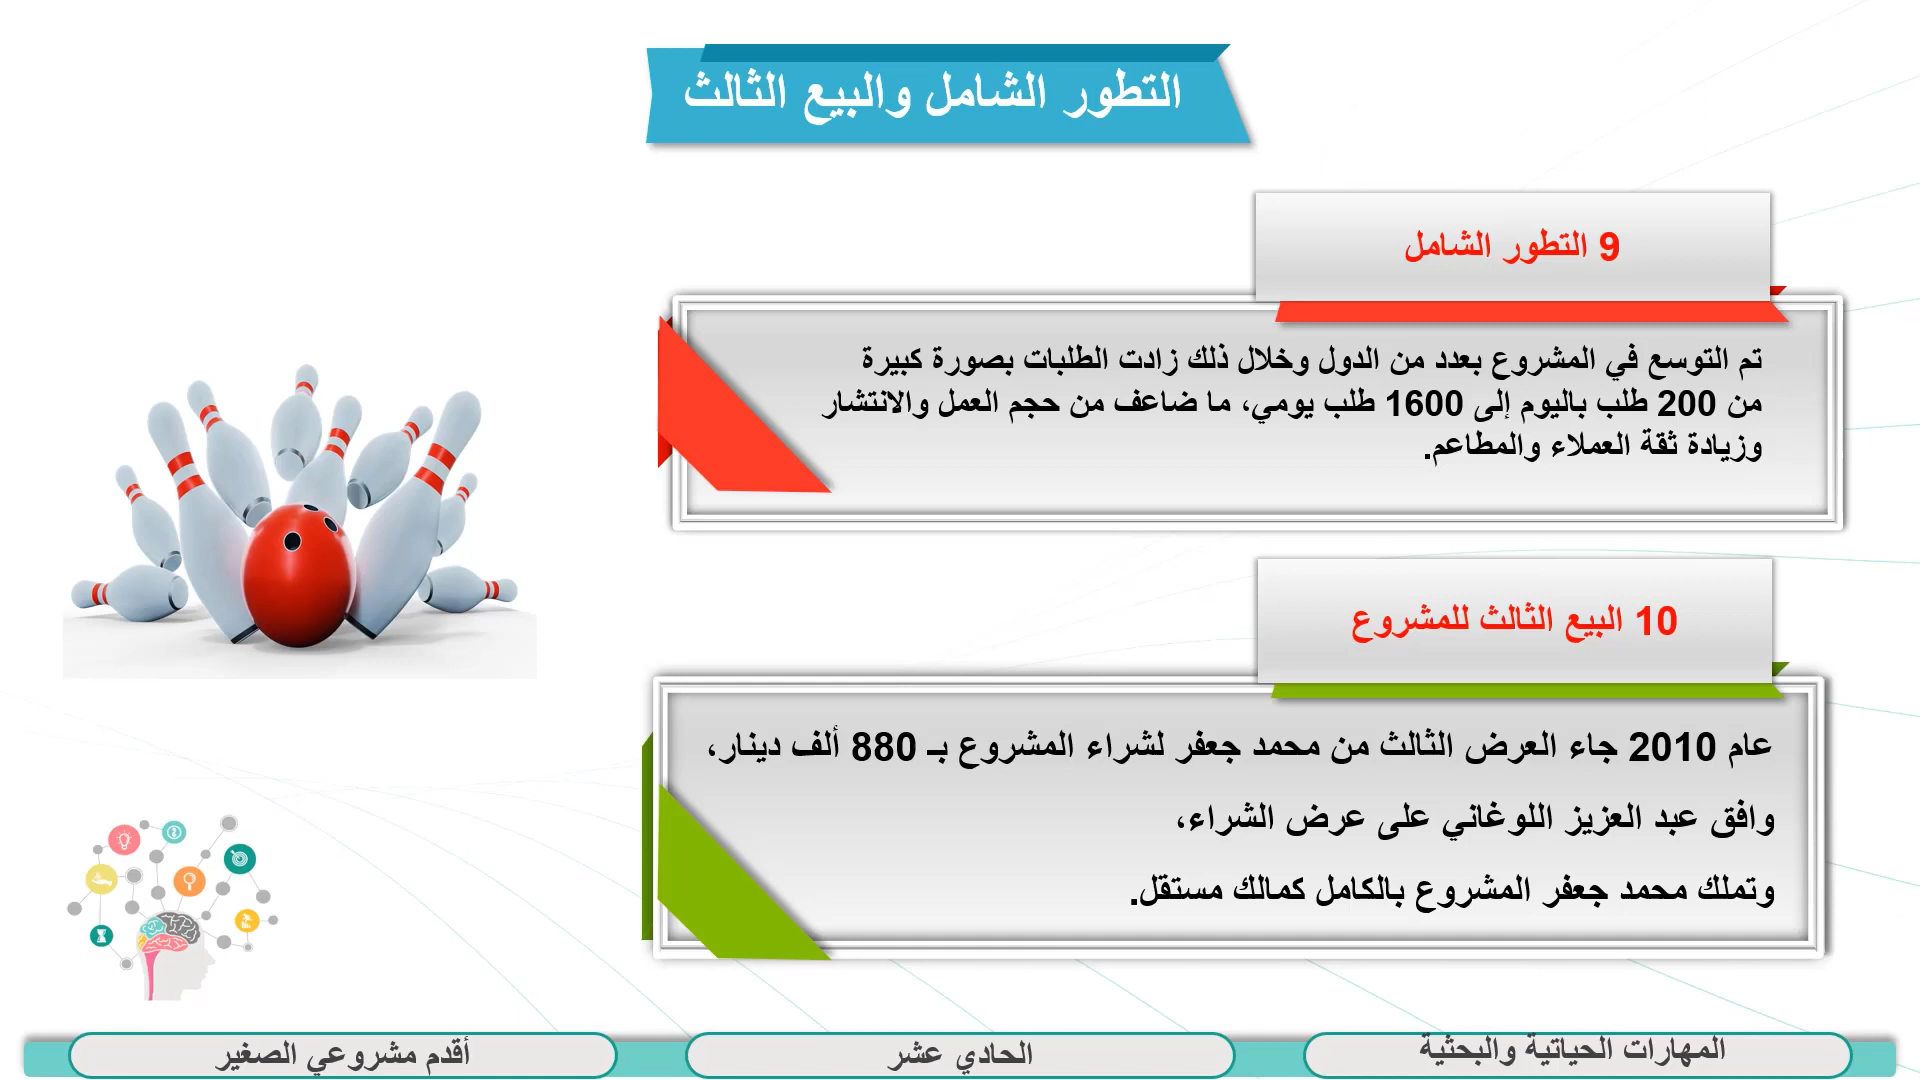 التطور الشامل والبيع الثالث
9 التطور الشامل
تم التوسع في المشروع بعدد من الدول وخلال ذلك زادت الطلبات بصورة كبيرة
من 200 طلب باليوم إلى 1600 طلب يومي، ما ضاعف من حجم العمل والانتشار
وزيادة ثقة العملاء والمطاعم.
10 البيع الثالث للمشروع
عام 2010 جاء العرض الثالث من محمد جعفر لشراء المشروع بـ 880 ألف دينار،
وافق عبد العزيز اللوغاني على عرض الشراء،
وتملك محمد جعفر المشروع بالكامل كمالك مستقل.
المهارات الحياتية والبحثية
الحادي عشر
أقدم مشروعي الصغير